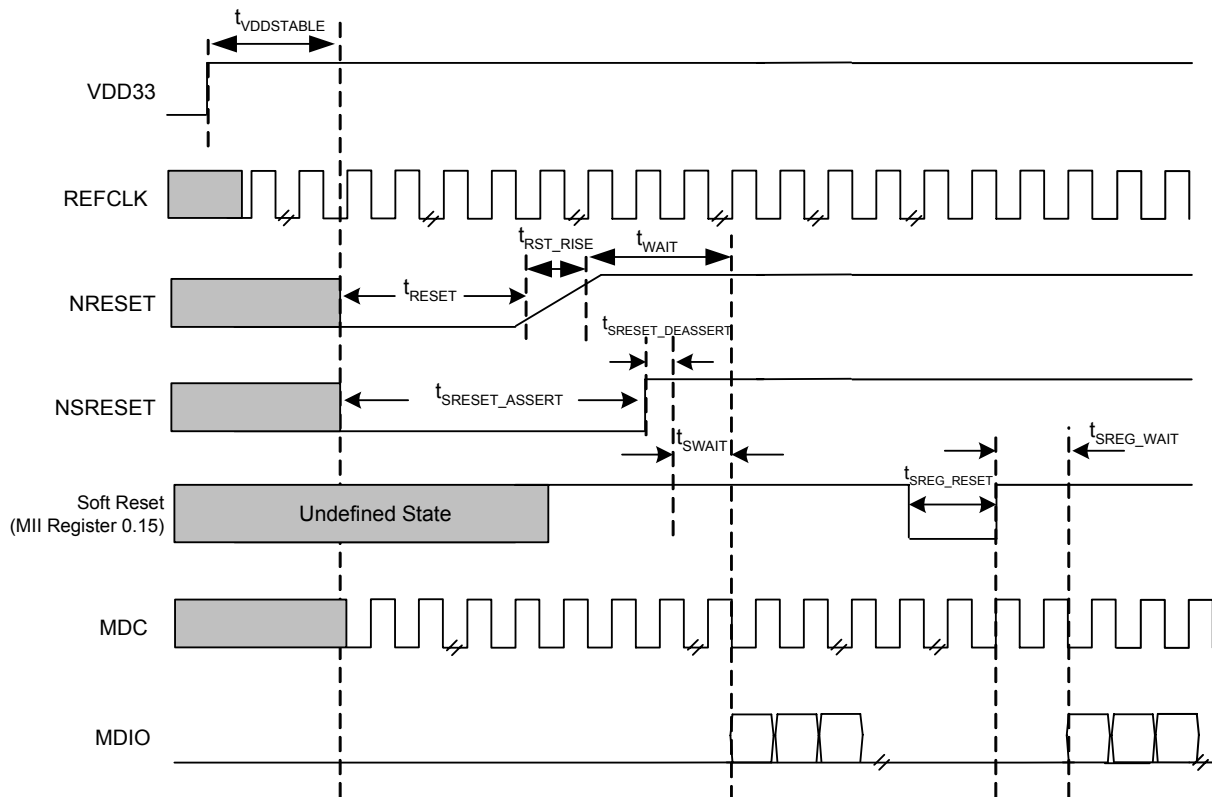 tVDDSTABLE
VDD33
REFCLK
tRST_RISE
tWAIT
NRESET
tRESET
tSRESET_DEASSERT
NSRESET
tSRESET_ASSERT
tSWAIT
tSREG_WAIT
tSREG_RESET
Soft Reset
(MII Register 0.15)
Undefined State
MDC
MDIO